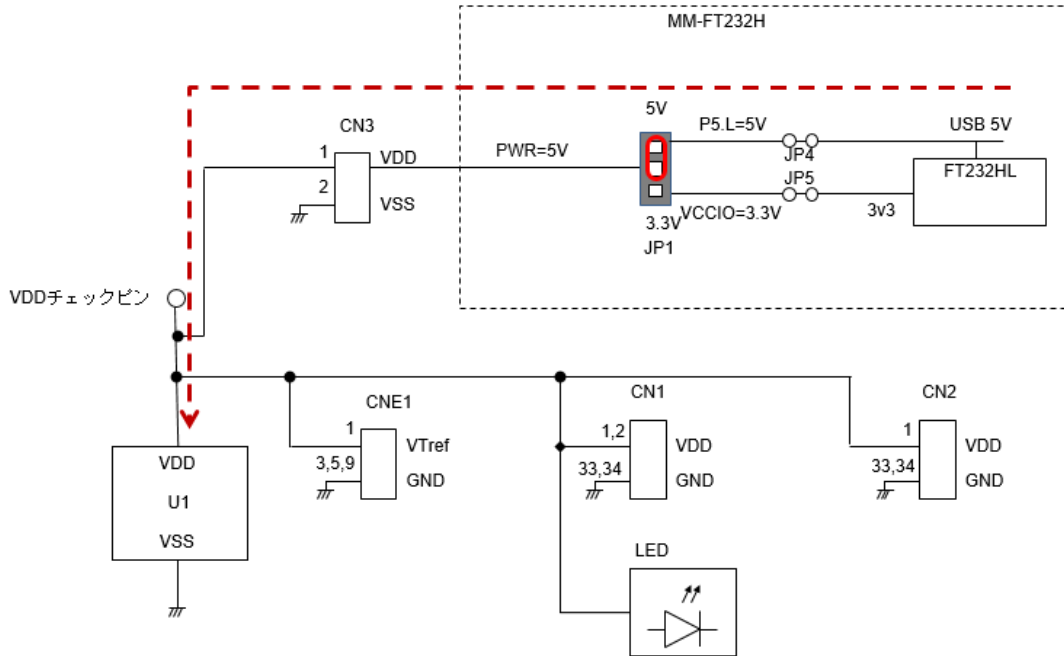 MM-FT232H
5V
P5.L=5V
USB 5V
CN3
1
VDD
PWR=5V
JP4
FT232HL
JP5
2
VSS
3.3V
VCCIO=3.3V
3v3
JP1
VDDチェックピン
CNE1
CN1
CN2
1
VTref
1,2
VDD
1
VDD
3,5,9
GND
33,34
GND
33,34
GND
VDD
U1
VSS
LED